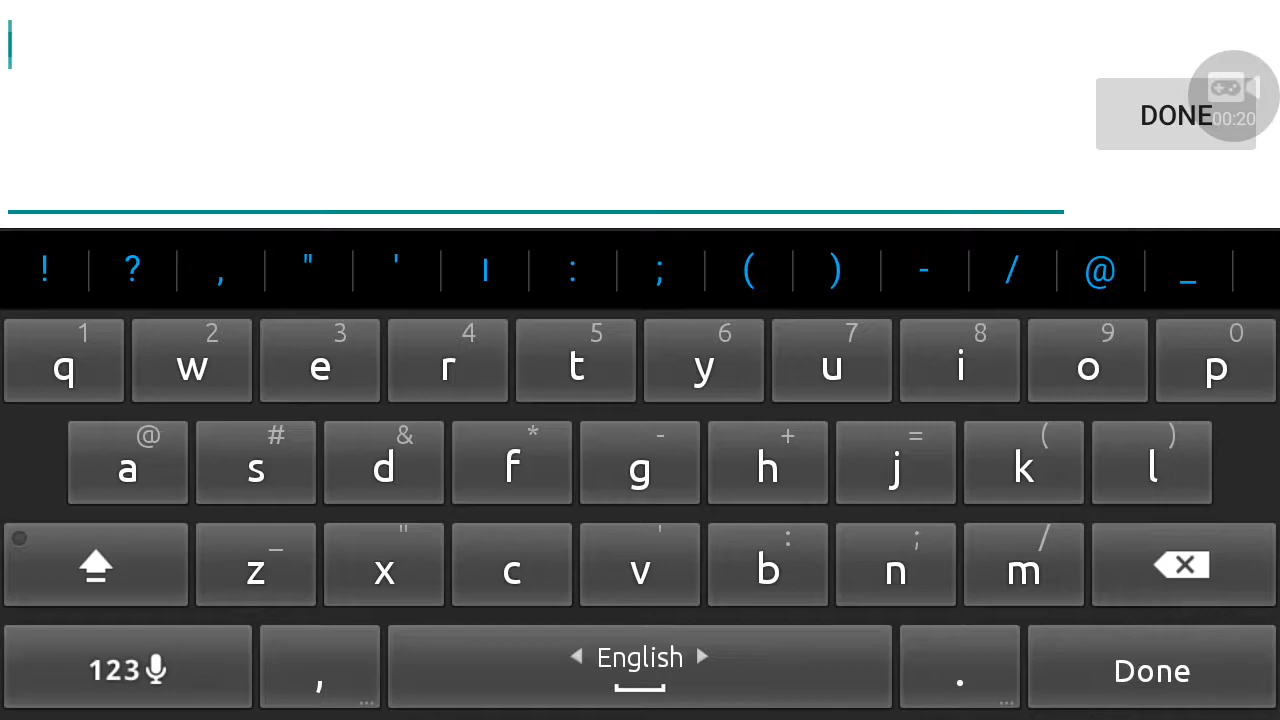 DONE
00:20
! ? , " ' ı : ; ( ) - / @ _
1 2 3 4 5 6 7 8 9 0
q w e r t y u i o p
@ # & * - + = ( )
a s d f g h j k l
_ " ' : ; /
z x c v b n m
123 , ... English . ... Done